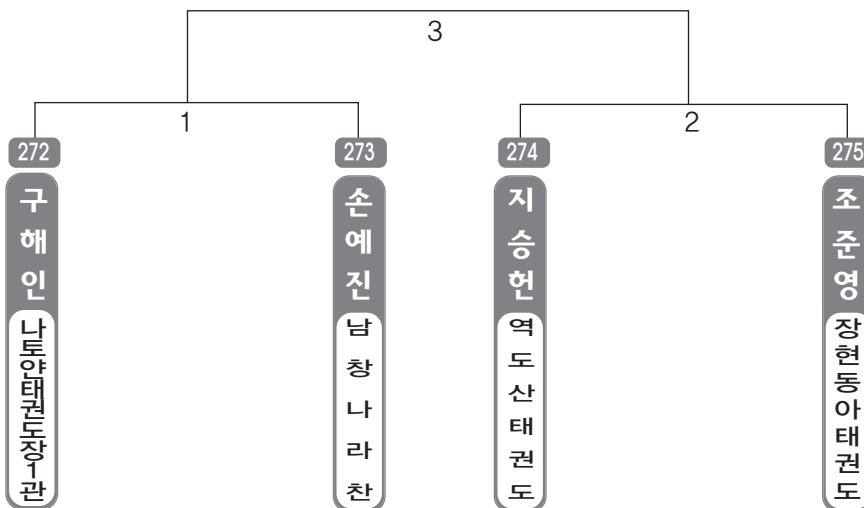 3
1
2
272
273
274
275
구해인
손예진
지승헌
조준영
나토얀태권도장1관
남창나라찬
역도산태권도
장현동아태권도